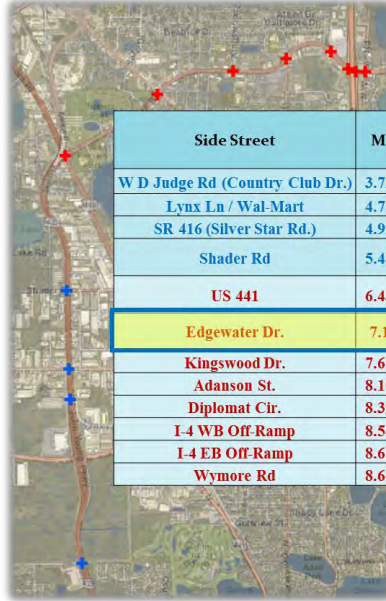 Side Street M
W D Judge Rd (Country Club Dr.) 3.7
Lynx Ln / Wal-Mart 4.7
SR 416 (Silver Star Rd.) 4.9
Shader Rd 5.4
US 441 6.4
Edgewater Dr. 7.1
Kingswood Dr. 7.6
Adanson St. 8.1
Diplomat Cir. 8.3
I-4 WB Off-Ramp 8.5
I-4 EB Off-Ramp 8.6
Wymore Rd 8.6